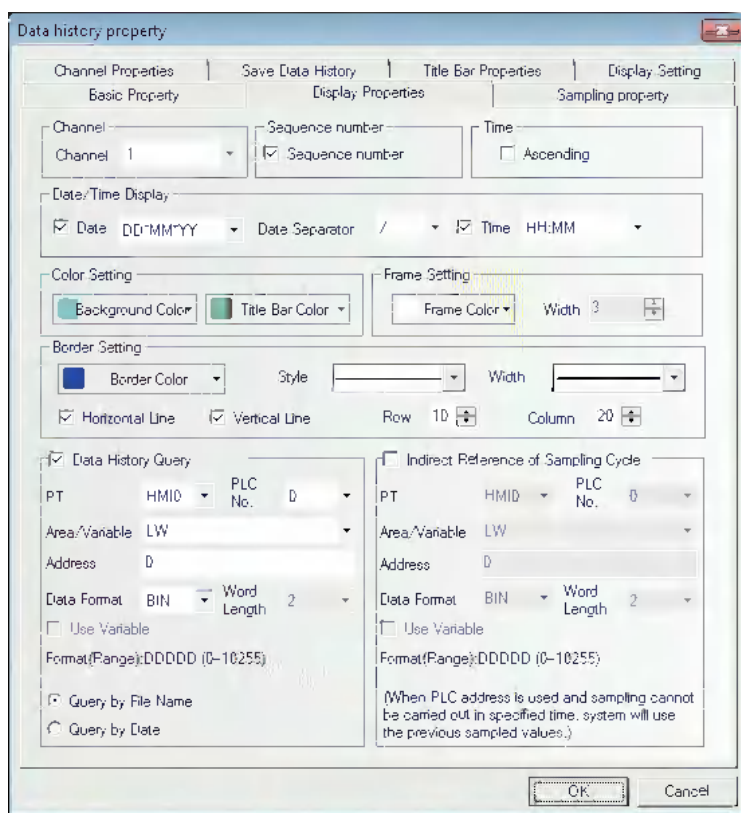 Data history property
Channel Properties Save Data History Title Bar Properties Display Setting
Basic Property Display Properties Sampling property
Channel Sequence number Time
Channel 1 Sequence number Ascending
Date/Time Display
Date DD*MM*YY Date Separator / Time HH:MM
Color Setting Frame Setting
Background Color Title Bar Color Frame Color Width 3
Border Setting
Border Color Style Width
Horizontal Line Vertical Line Row 10 Column 20
Data History Query Indirect Reference of Sampling Cycle
PT HMI0 PLC No. 0 PT HMI0 PLC No. 0
Area/Variable LW Area/Variable LW
Address 0 Address 0
Data Format BIN Word Length 2 Data Format BIN Word Length 2
Use Variable Use Variable
Format(Range):DDDDD (0~10255) Format(Range):DDDDD (0~10255)
Query by File Name
Query by Date
(When PLC address is used and sampling cannot
be carried out in specified time, system will use
the previous sampled values.)
OK Cancel